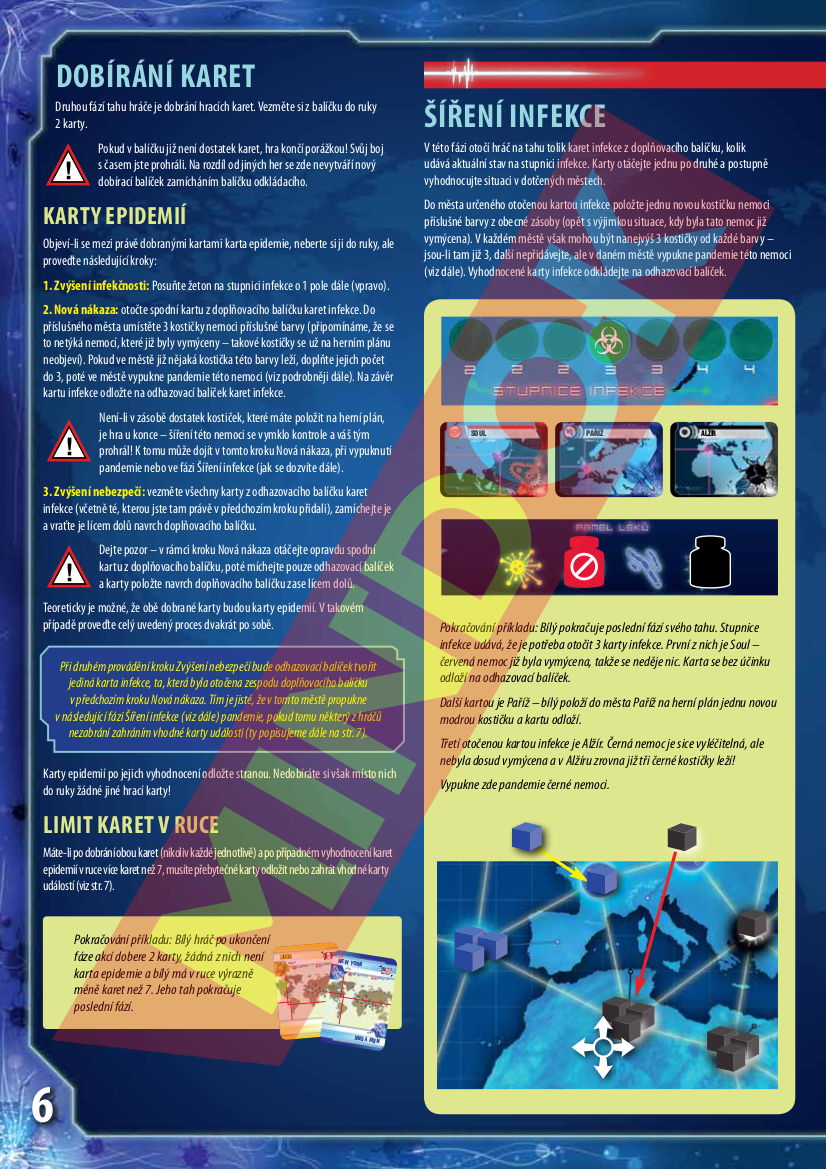 DOBÍRÁNÍ KARET
Druhou fází tahu hráče je dobrání hracích karet. Vezměte si z balíčku do ruky
2 karty.
Pokud v balíčku již není dostatek karet, hra končí porážkou! Svůj boj
s časem jste prohráli. Na rozdíl od jiných her se zde nevytváří nový
dobírací balíček zamícháním balíčku odkládacího.
KARTY EPIDEMIÍ
Objeví-li se mezi právě dobranými kartami karta epidemie, neberte si ji do ruky, ale
proveďte následující kroky:
1. Zvýšení infekčnosti: Posuňte žeton na stupnici infekce o 1 pole dále (vpravo).
2. Nová nákaza: otočte spodní kartu z doplňovacího balíčku karet infekce. Do
příslušného města umístěte 3 kostičky nemoci příslušné barvy (připomínáme, že se
to netýká nemocí, které již byly vymýceny – takové kostičky se už na herním plánu
neobjeví). Pokud ve městě již nějaká kostička této barvy leží, doplňte jejich počet
do 3, poté ve městě vypukne pandemie této nemoci (viz podrobněji dále). Na závěr
kartu infekce odložte na odhazovací balíček karet infekce.
Není-li v zásobě dostatek kostiček, které máte položit na herní plán,
je hra u konce – šíření této nemoci se vymklo kontrole a váš tým
prohrál! K tomu může dojít v tomto kroku Nová nákaza, při vypuknutí
pandemie nebo ve fázi Šíření infekce (jak se dozvíte dále).
3. Zvýšení nebezpečí: vezměte všechny karty z odhazovacího balíčku karet
infekce (včetně té, kterou jste tam právě v předchozím kroku přidali), zamíchejte je
a vraťte je lícem dolů navrch doplňovacího balíčku.
Dejte pozor – v rámci kroku Nová nákaza otáčejte opravdu spodní
kartu z doplňovacího balíčku, poté míchejte pouze odhazovací balíček
a karty položte navrch doplňovacího balíčku zase lícem dolů.
Teoreticky je možné, že obě dobrané karty budou karty epidemií. V takovém
případě proveďte celý uvedený proces dvakrát po sobě.
Při druhém provádění kroku Zvýšení nebezpečí bude odhazovací balíček tvořit
jediná karta infekce, ta, která byla otočena zespodu doplňovacího balíčku
v předchozím kroku Nová nákaza. Tím je jisté, že v tomto městě propukne
v následující fázi Šíření infekce (viz dále) pandemie, pokud tomu některý z hráčů
nezabrání zahráním vhodné karty události (ty popisujeme dále na str. 7).
Karty epidemií po jejich vyhodnocení odložte stranou. Nedobíráte si však místo nich
do ruky žádné jiné hrací karty!
LIMIT KARET V RUCE
Máte-li po dobrání obou karet (nikoliv každé jednotlivě) a po případném vyhodnocení karet
epidemií v ruce více karet než 7, musíte přebytečné karty odložit nebo zahrát vhodné karty
událostí (viz str. 7).
Pokračování příkladu: Bílý hráč po ukončení
fáze akcí dobere 2 karty, žádná z nich není
karta epidemie a bílý má v ruce výrazně
méně karet než 7. Jeho tah pokračuje
poslední fází.
NEW YORK
NEW YORK
6
ŠÍŘENÍ INFEKCE
V této fázi otočí hráč na tahu tolik karet infekce z doplňovacího balíčku, kolik
udává aktuální stav na stupnici infekce. Karty otáčejte jednu po druhé a postupně
vyhodnocujte situaci v dotčených městech.
Do města určeného otočenou kartou infekce položte jednu novou kostičku nemoci
příslušné barvy z obecné zásoby (opět s výjimkou situace, kdy byla tato nemoc již
vymýcena). V každém městě však mohou být nanejvýš 3 kostičky od každé barvy –
jsou-li tam již 3, další nepřidávejte, ale v daném městě vypukne pandemie této nemoci
(viz dále). Vyhodnocené karty infekce odkládejte na odhazovací balíček.
2 2 2 3 3 4 4
STUPNICE INFEKCE
SOUL
PAŘÍŽ
ALŽÍR
PANEL LÉKŮ
Pokračování příkladu: Bílý pokračuje poslední fází svého tahu. Stupnice
infekce udává, že je potřeba otočit 3 karty infekce. První z nich je Soul –
červená nemoc již byla vymýcena, takže se neděje nic. Karta se bez účinku
odloží na odhazovací balíček.
Další kartou je Paříž – bílý položí do města Paříž na herní plán jednu novou
modrou kostičku a kartu odloží.
Třetí otočenou kartou infekce je Alžír. Černá nemoc je sice vyléčitelná, ale
nebyla dosud vymýcena a v Alžíru zrovna již tři černé kostičky leží!
Vypukne zde pandemie černé nemoci.
MINDOK